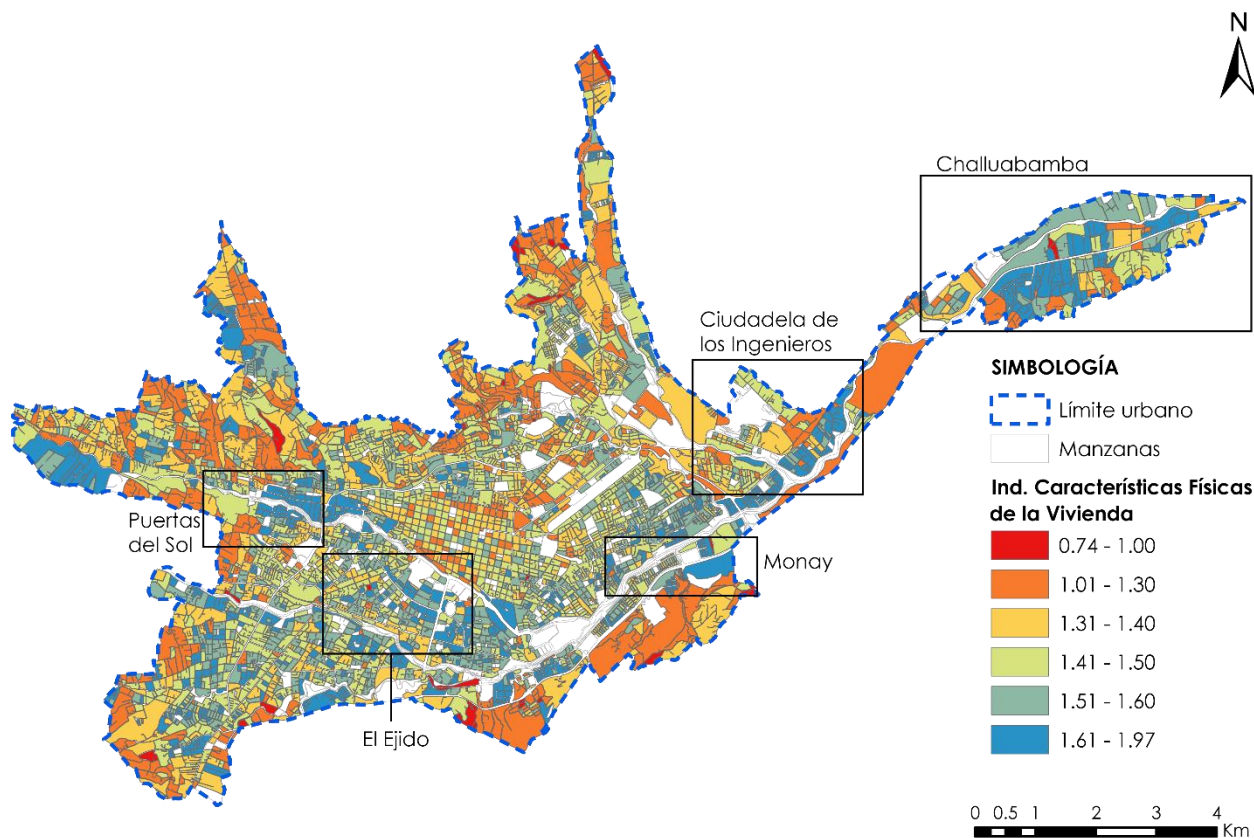 N
Challuabamba
Ciudadela de
los Ingenieros
SIMBOLOGÍA
Límite urbano
Manzanas
Ind. Características Físicas
de la Vivienda
0.74 - 1.00
1.01 - 1.30
1.31 - 1.40
1.41 - 1.50
1.51 - 1.60
1.61 - 1.97
Puertas
del Sol
Monay
El Ejido
0 0.5 1 2 3 4
Km